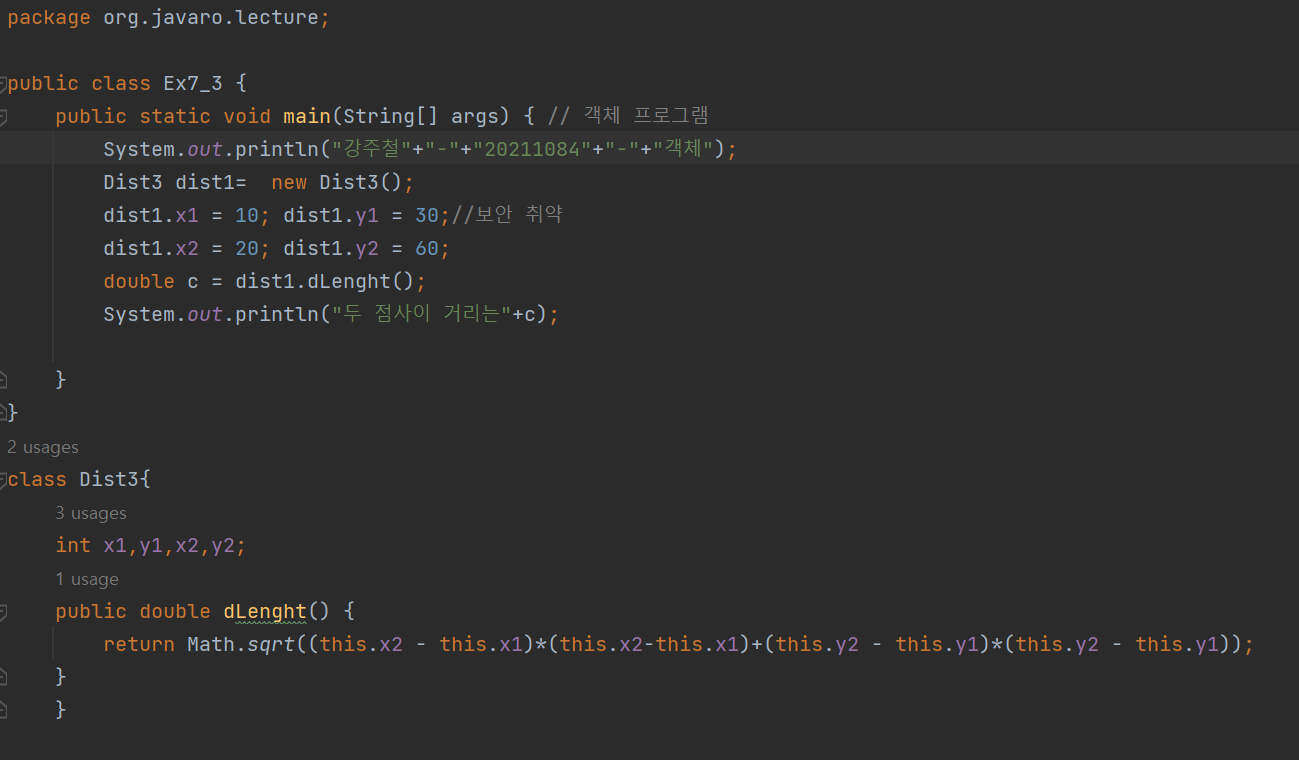 package org.javaro.lecture;
public class Ex7_3 {
public static void main(String[] args) { // 객체 프로그램
System.out.println("강주철"+"-"+"20211084"+"-"+"객체");
Dist3 dist1=  new Dist3();
dist1.x1 = 10; dist1.y1 = 30;//보안 취약
dist1.x2 = 20; dist1.y2 = 60;
double c = dist1.dLenght();
System.out.println("두 점사이 거리는"+c);
}
}
2 usages
class Dist3{
3 usages
int x1,y1,x2,y2;
1 usage
public double dLenght() {
return Math.sqrt((this.x2 - this.x1)*(this.x2-this.x1)+(this.y2 - this.y1)*(this.y2 - this.y1));
}
}